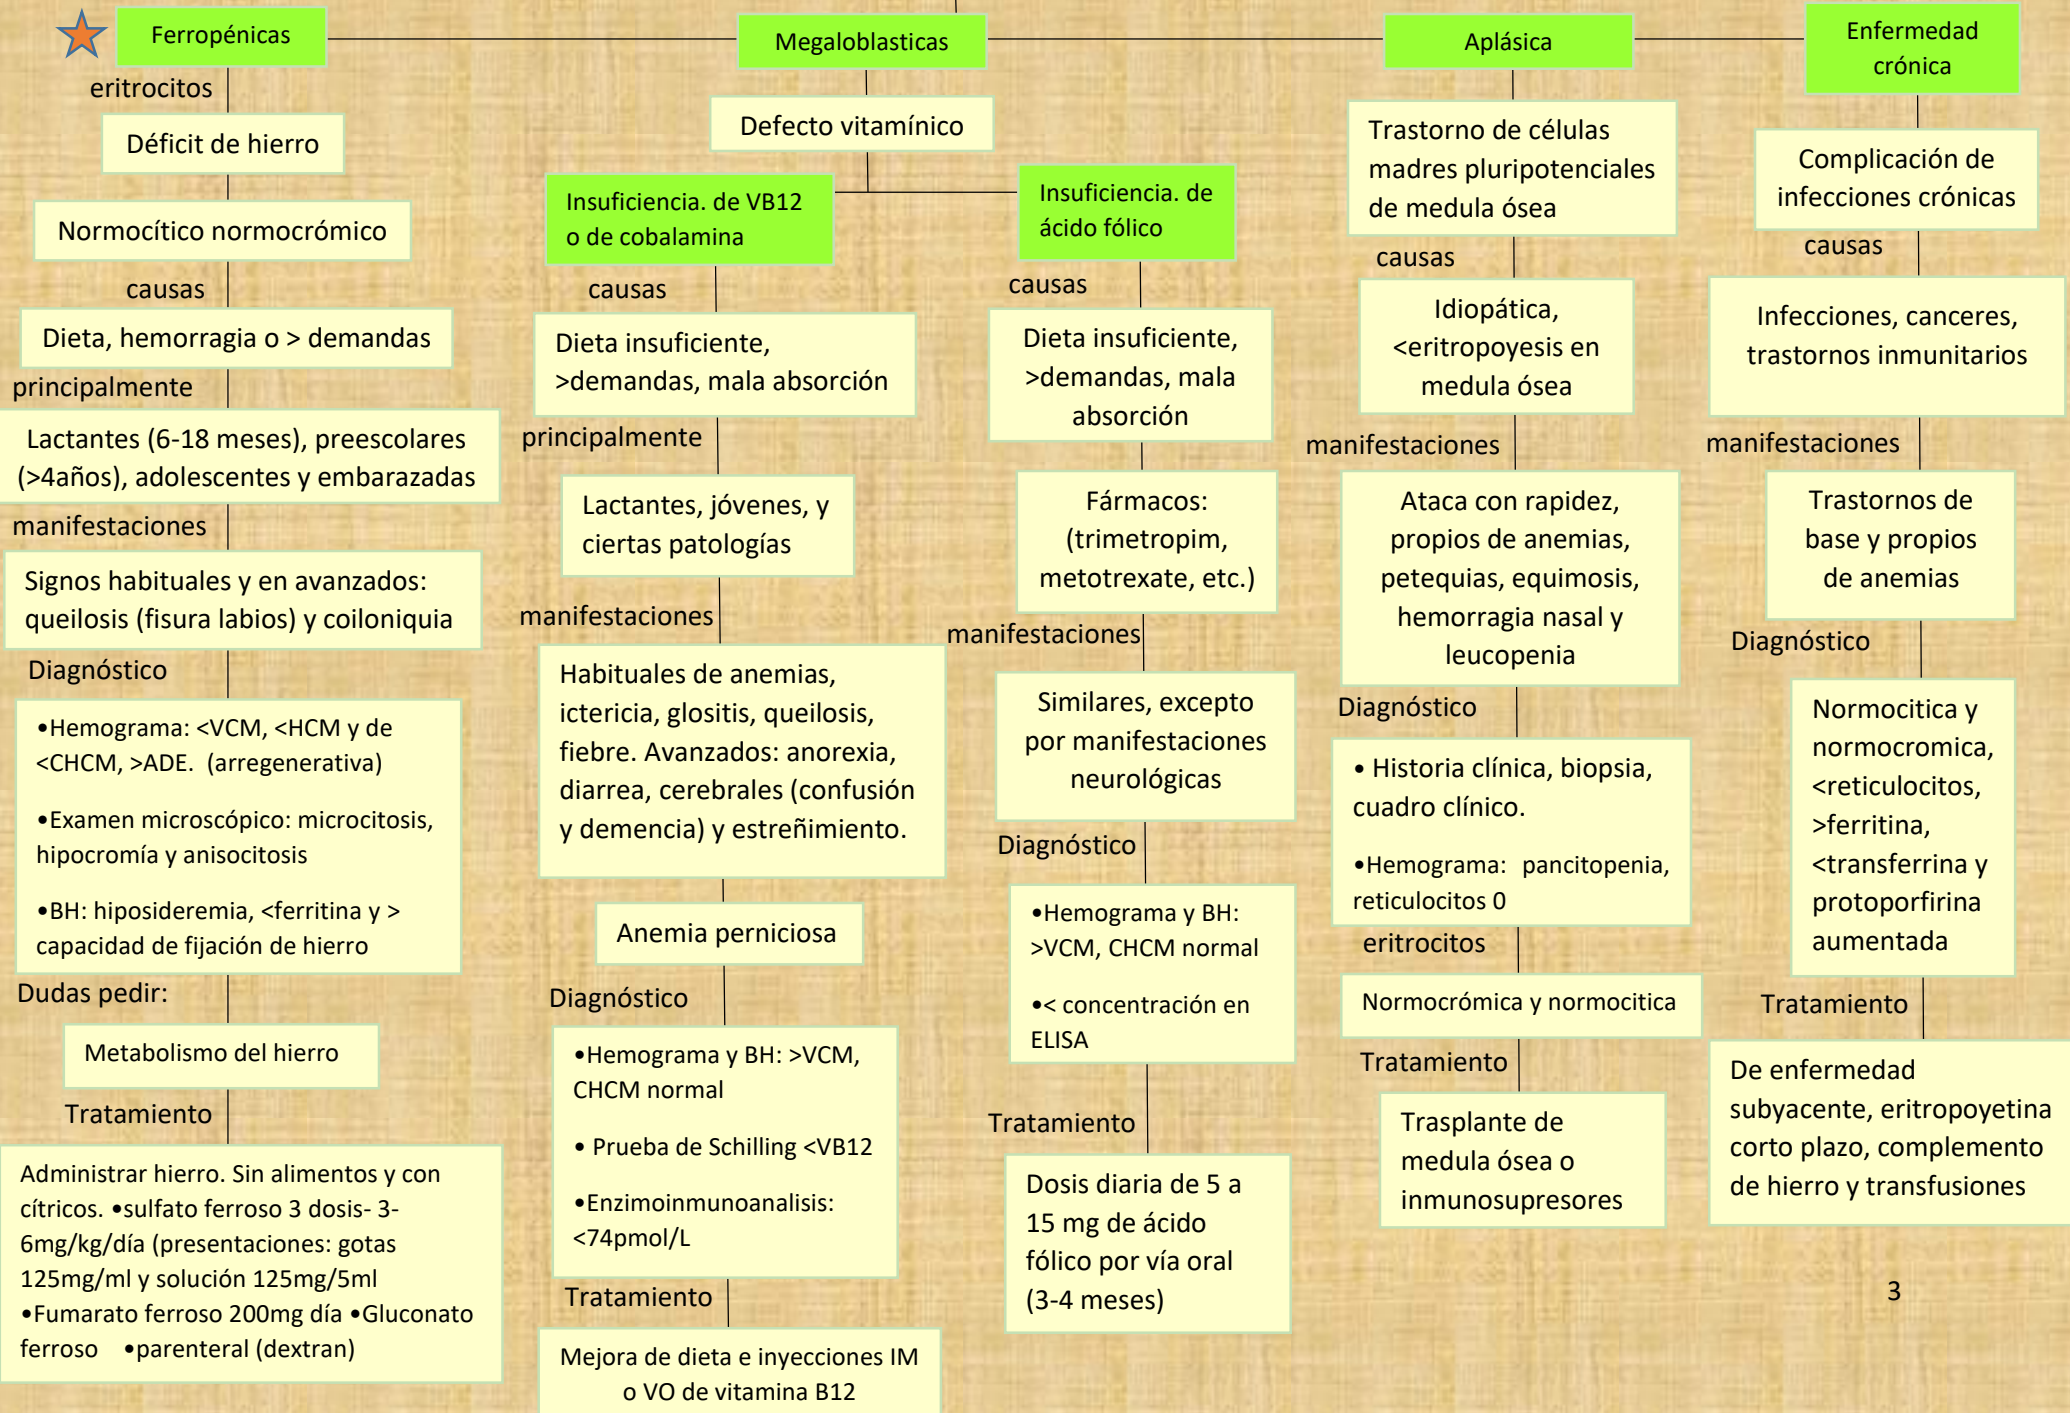 Ferropénicas
eritrocitos
Déficit de hierro
Normocítico normocrómico
causas
Dieta, hemorragia o > demandas
principalmente
Lactantes (6-18 meses), preescolares
(>4años), adolescentes y embarazadas
manifestaciones
Signos habituales y en avanzados:
queilosis (fisura labios) y coiloniquia
Diagnóstico
•Hemograma: <VCM, <HCM y de
<CHCM, >ADE. (arregenerativa)
•Examen microscópico: microcitosis,
hipocromía y anisocitosis
•BH: hiposideremia, <ferritina y >
capacidad de fijación de hierro
Dudas pedir:
Metabolismo del hierro
Tratamiento
Administrar hierro. Sin alimentos y con
cítricos. •sulfato ferroso 3 dosis- 3-
6mg/kg/día (presentaciones: gotas
125mg/ml y solución 125mg/5ml
•Fumarato ferroso 200mg día •Gluconato
ferroso •parenteral (dextran)
Megaloblasticas
Defecto vitamínico
Insuficiencia. de VB12
o de cobalamina
causas
Dieta insuficiente,
>demandas, mala absorción
principalmente
Lactantes, jóvenes, y
ciertas patologías
manifestaciones
Habituales de anemias,
ictericia, glositis, queilosis,
fiebre. Avanzados: anorexia,
diarrea, cerebrales (confusión
y demencia) y estreñimiento.
Anemia perniciosa
Diagnóstico
•Hemograma y BH: >VCM,
CHCM normal
• Prueba de Schilling <VB12
•Enzimoinmunoanalisis:
<74pmol/L
Tratamiento
Mejora de dieta e inyecciones IM
o VO de vitamina B12
Insuficiencia. de
ácido fólico
causas
Dieta insuficiente,
>demandas, mala
absorción
Fármacos:
(trimetropim,
metotrexate, etc.)
manifestaciones
Similares, excepto
por manifestaciones
neurológicas
Diagnóstico
•Hemograma y BH:
>VCM, CHCM normal
•< concentración en
ELISA
Tratamiento
Dosis diaria de 5 a
15 mg de ácido
fólico por vía oral
(3-4 meses)
Aplásica
Trastorno de células
madres pluripotenciales
de medula ósea
causas
Idiopática,
<eritropoyesis en
medula ósea
manifestaciones
Ataca con rapidez,
propios de anemias,
petequias, equimosis,
hemorragia nasal y
leucopenia
Diagnóstico
• Historia clínica, biopsia,
cuadro clínico.
•Hemograma: pancitopenia,
reticulocitos 0
eritrocitos
Normocrómica y normocitica
Tratamiento
Trasplante de
medula ósea o
inmunosupresores
Enfermedad
crónica
Complicación de
infecciones crónicas
causas
Infecciones, canceres,
trastornos inmunitarios
manifestaciones
Trastornos de
base y propios
de anemias
Diagnóstico
Normocitica y
normocromica,
<reticulocitos,
>ferritina,
<transferrina y
protoporfirina
aumentada
Tratamiento
De enfermedad
subyacente, eritropoyetina
corto plazo, complemento
de hierro y transfusiones
3